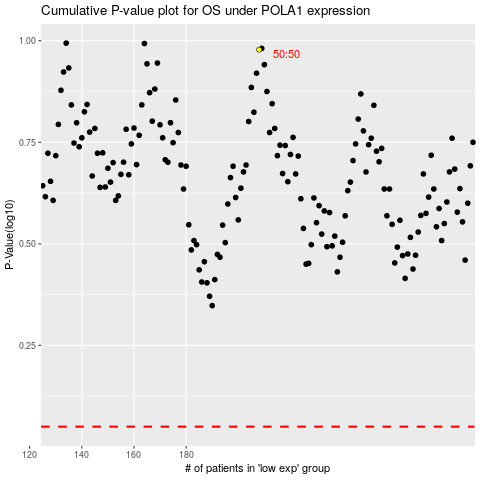 Cumulative P-value plot for OS under POLA1 expression
P-Value(log10)
1.00
0.75
0.50
0.25
50:50
120 140 160 180
# of patients in 'low exp' group